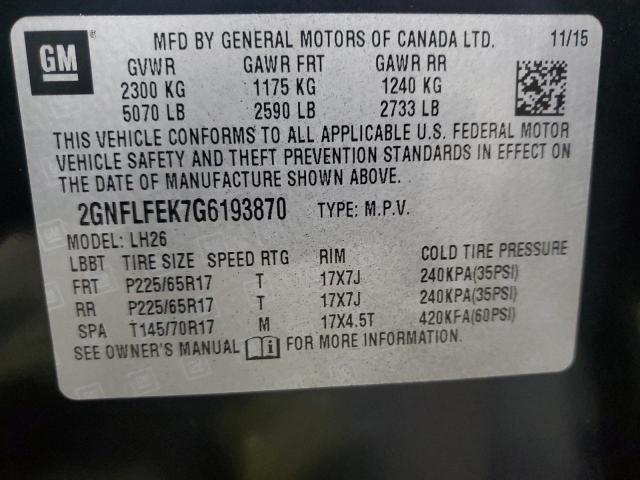 GM MFD BY GENERAL MOTORS OF CANADA LTD. 11/15
GVWR GAWR FRT GAWR RR
2300 KG 1175 KG 1240 KG
5070 LB 2590 LB 2733 LB
THIS VEHICLE CONFORMS TO ALL APPLICABLE U.S. FEDERAL MOTOR
VEHICLE SAFETY AND THEFT PREVENTION STANDARDS IN EFFECT ON
THE DATE OF MANUFACTURE SHOWN ABOVE.
2GNFLFEK7G6193870 TYPE: M.P.V.
MODEL: LH26
LBBT TIRE SIZE SPEED RTG RIM COLD TIRE PRESSURE
FRT P225/65R17 T 17X7J 240KPA(35PSI)
RR P225/65R17 T 17X7J 240KPA(35PSI)
SPA T145/70R17 M 17X4.5T 420KPA(60PSI)
SEE OWNER'S MANUAL FOR MORE INFORMATION.